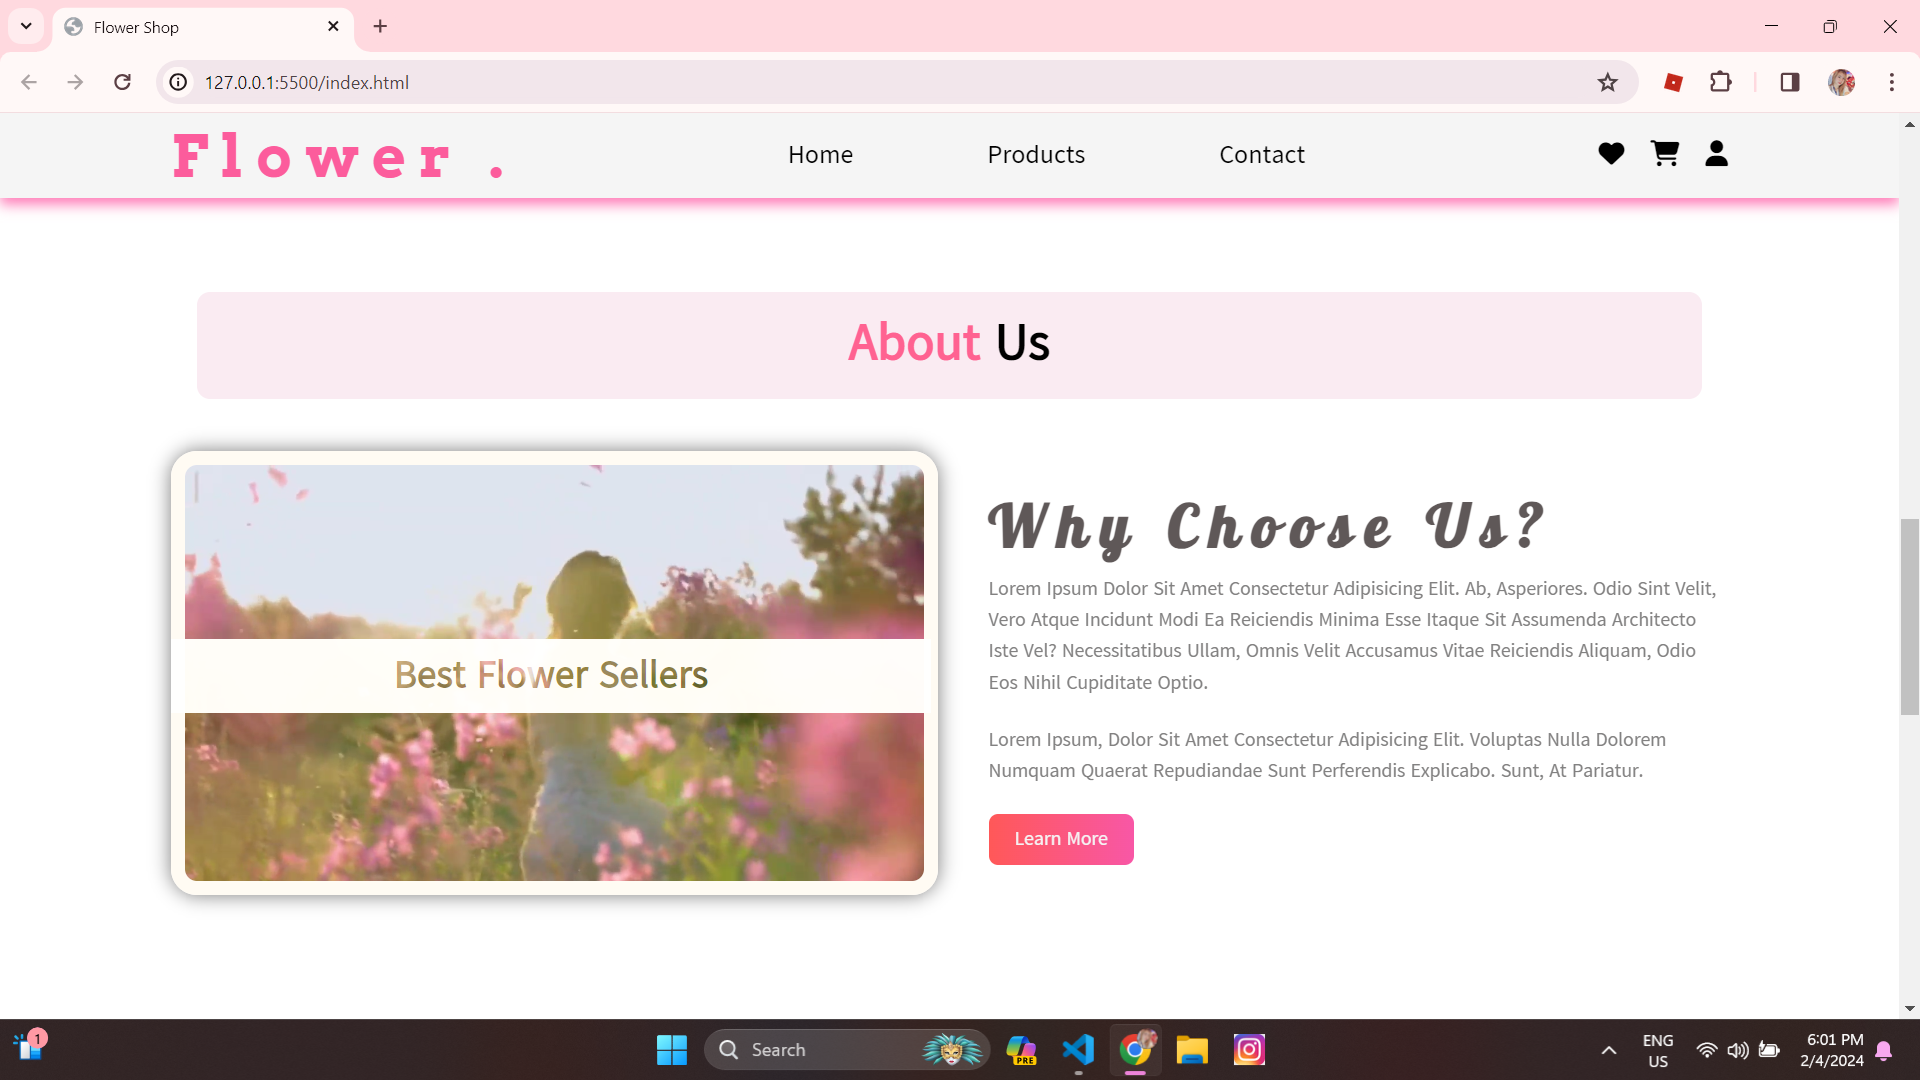 Flower Shop
127.0.0.1:5500/index.html
Flower .
Home Products Contact
About Us
Best Flower Sellers
Why Choose Us?
Lorem Ipsum Dolor Sit Amet Consectetur Adipisicing Elit. Ab, Asperiores. Odio Sint Velit,
Vero Atque Incidunt Modi Ea Reiciendis Minima Esse Itaque Sit Assumenda Architecto
Iste Vel? Necessitatibus Ullam, Omnis Velit Accusamus Vitae Reiciendis Aliquam, Odio
Eos Nihil Cupiditate Optio.
Lorem Ipsum, Dolor Sit Amet Consectetur Adipisicing Elit. Voluptas Nulla Dolorem
Numquam Quaerat Repudiandae Sunt Perferendis Explicabo. Sunt, At Pariatur.
Learn More
1
Search
PRE
ENG
US
6:01 PM
2/4/2024